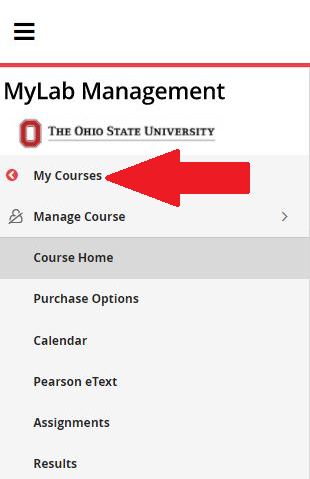 MyLab Management
THE OHIO STATE UNIVERSITY
My Courses
Manage Course
Course Home
Purchase Options
Calendar
Pearson eText
Assignments
Results